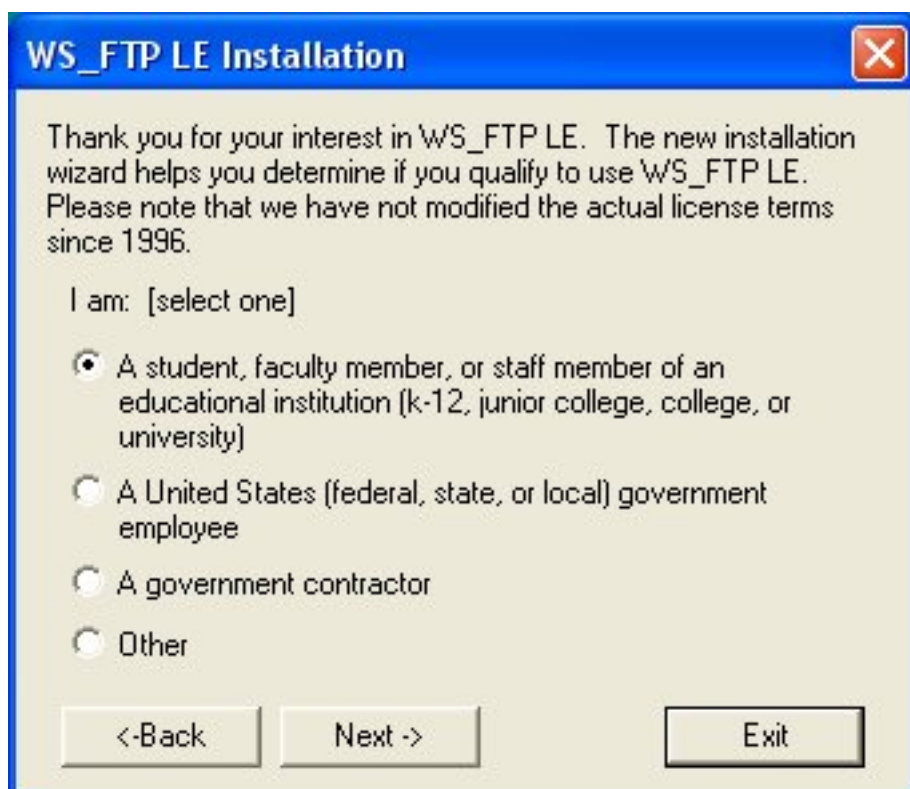 WS_FTP LE Installation
Thank you for your interest in WS_FTP LE.  The new installation
wizard helps you determine if you qualify to use WS_FTP LE.
Please note that we have not modified the actual license terms
since 1996.
I am:  [select one]
A student, faculty member, or staff member of an
educational institution (k-12, junior college, college, or
university)
A United States (federal, state, or local) government
employee
A government contractor
Other
<-Back
Next ->
Exit